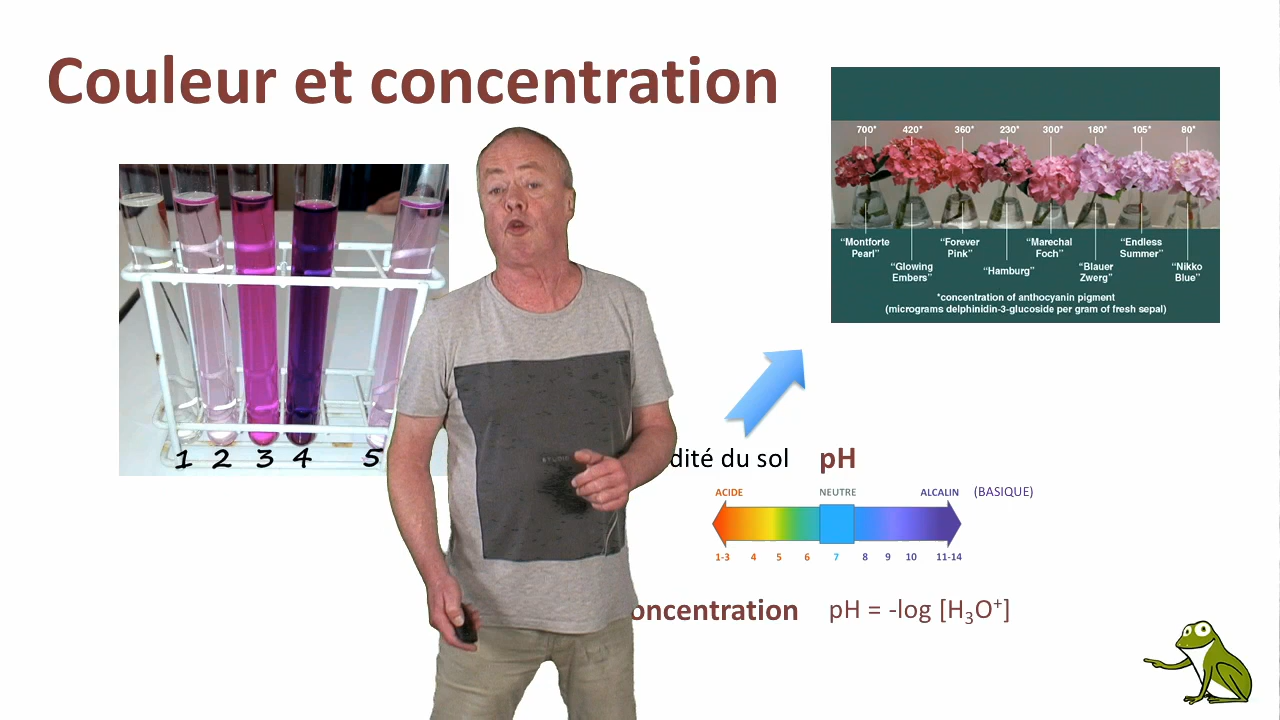 Couleur et concentration
700* 420* 360* 230* 300* 180* 105* 80*
"Montforte Pearl"
"Glowing Embers"
"Forever Pink"
"Hamburg"
"Marechal Foch"
"Blauer Zwerg"
"Endless Summer"
"Nikko Blue"
*concentration of anthocyanin pigment
(micrograms delphinidin-3-glucoside per gram of fresh sepal)
1 2 3 4 5
dité du sol pH
ACIDE NEUTRE ALCALIN (BASIQUE)
1-3 4 5 6 7 8 9 10 11-14
oncentration pH = -log [H₃O⁺]